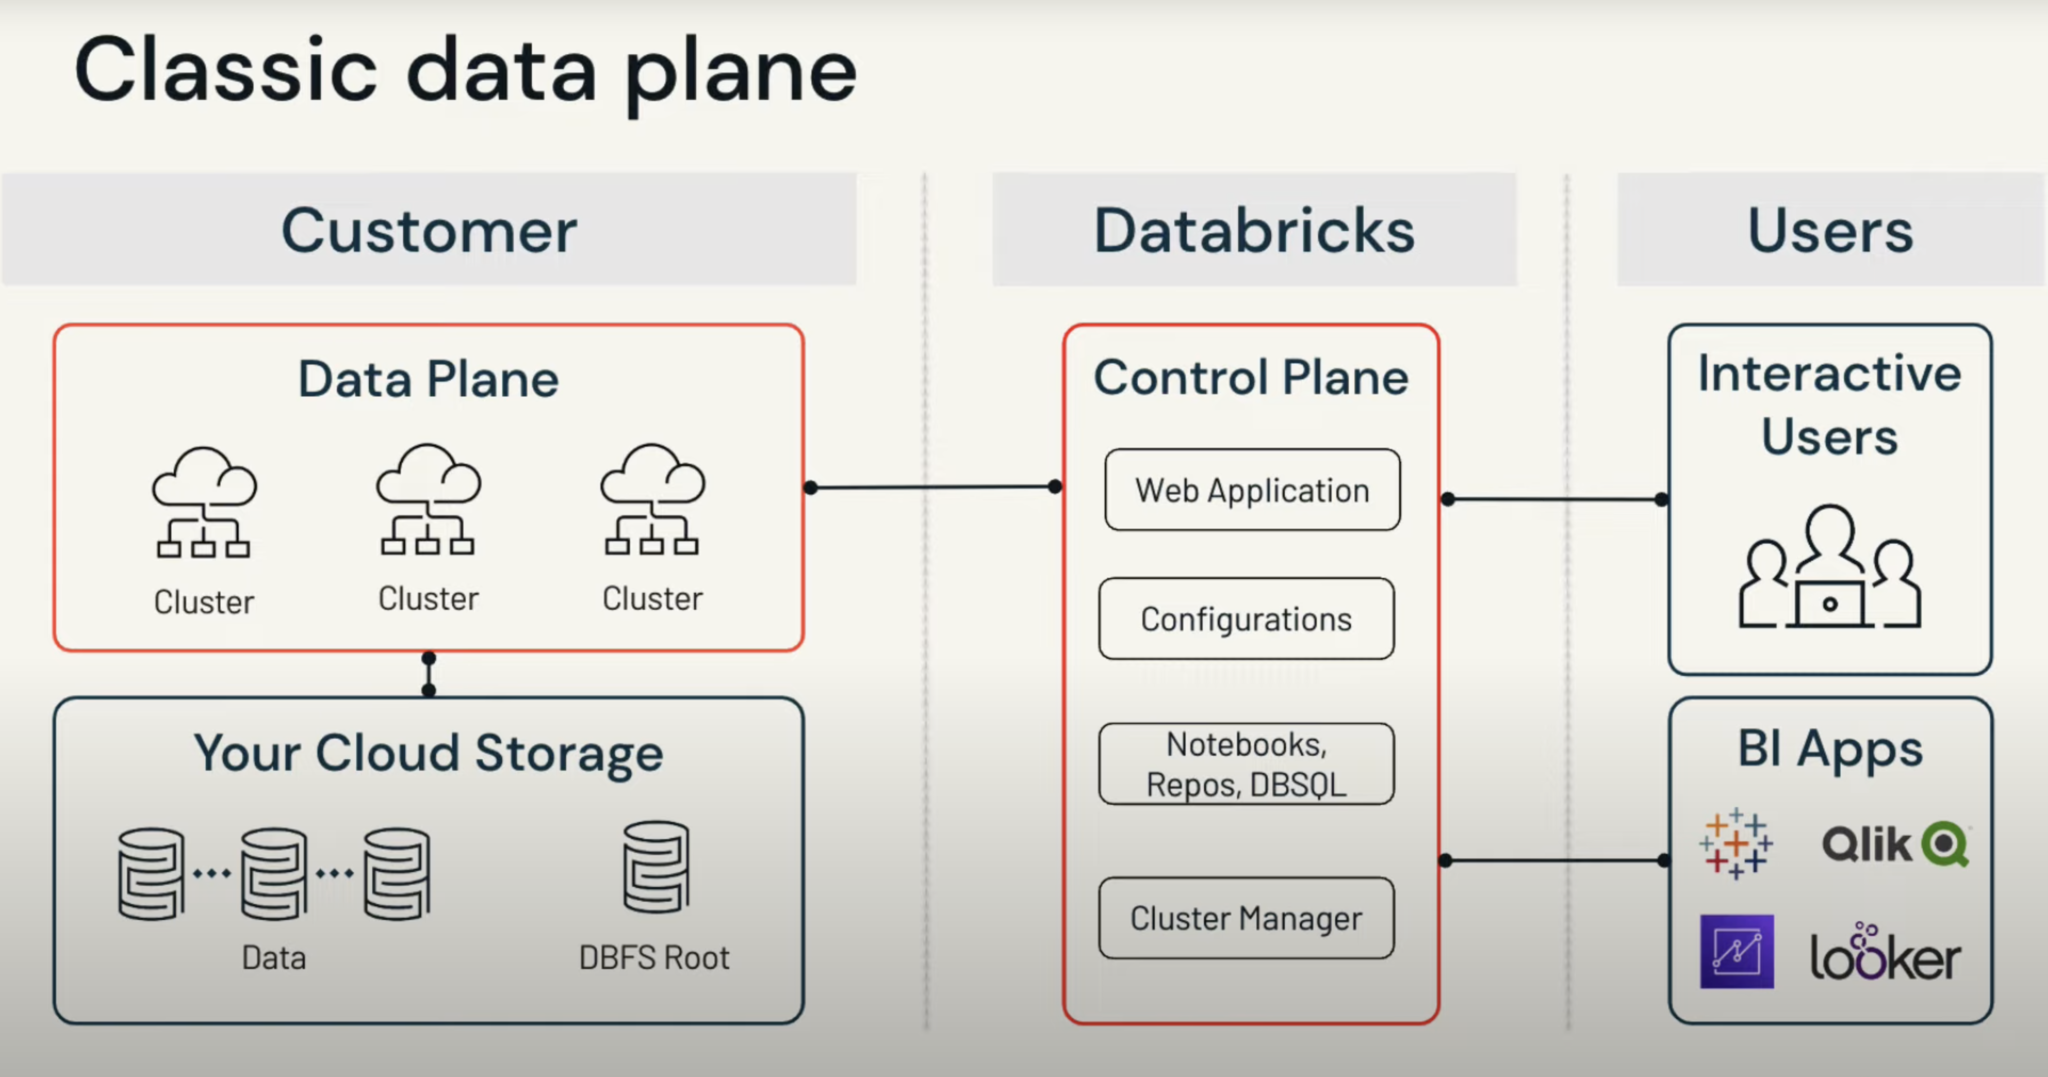 Classic data plane
Customer
Databricks
Users
Data Plane
Cluster
Cluster
Cluster
Your Cloud Storage
Data
DBFS Root
Control Plane
Web Application
Configurations
Notebooks,
Repos, DBSQL
Cluster Manager
Interactive
Users
BI Apps
Qlik
looker